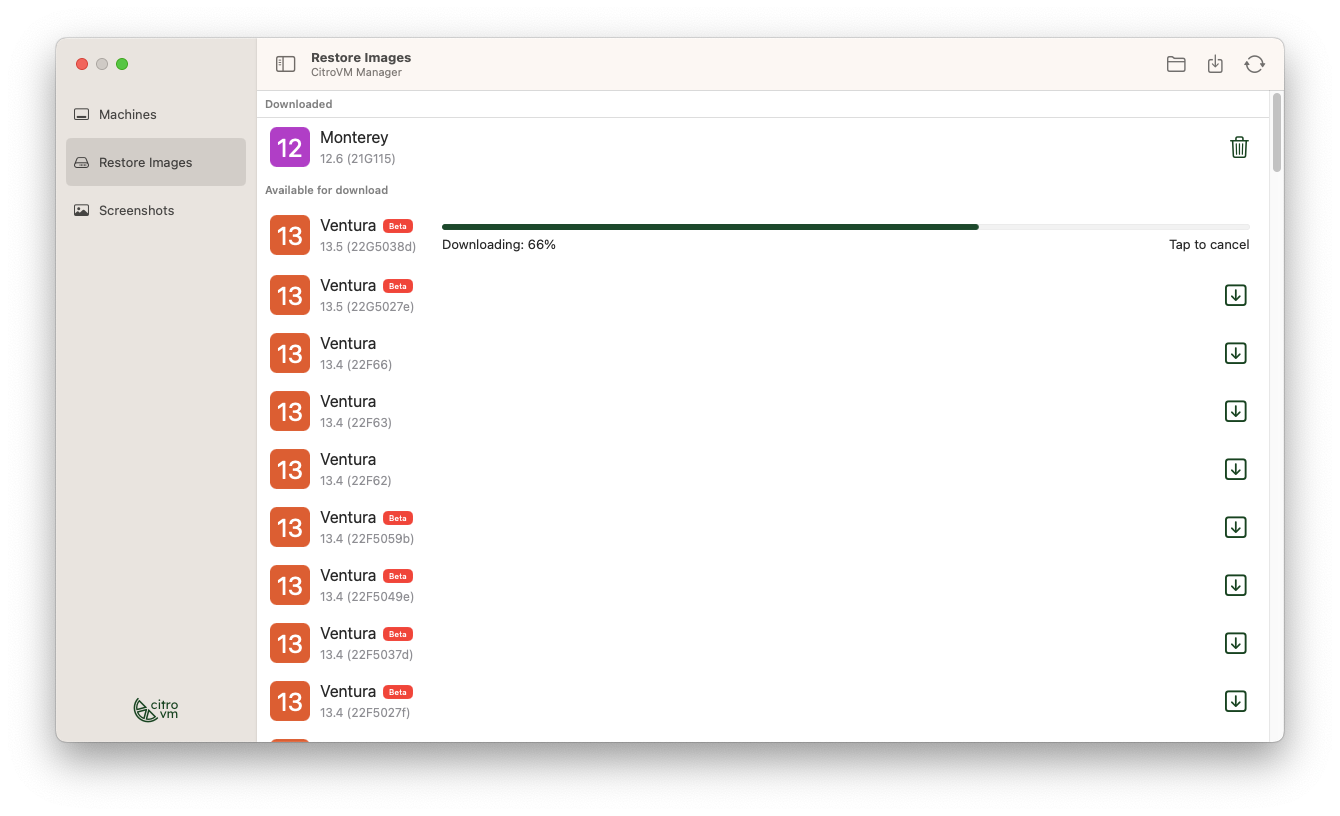 Restore Images
CitroVM Manager
Machines
Restore Images
Screenshots
citro
vm
Downloaded
12
Monterey
12.6 (21G115)
Available for download
13
Ventura Beta
13.5 (22G5038d)
Downloading: 66%
Tap to cancel
13
Ventura Beta
13.5 (22G5027e)
13
Ventura
13.4 (22F66)
13
Ventura
13.4 (22F63)
13
Ventura
13.4 (22F62)
13
Ventura Beta
13.4 (22F5059b)
13
Ventura Beta
13.4 (22F5049e)
13
Ventura Beta
13.4 (22F5037d)
13
Ventura Beta
13.4 (22F5027f)